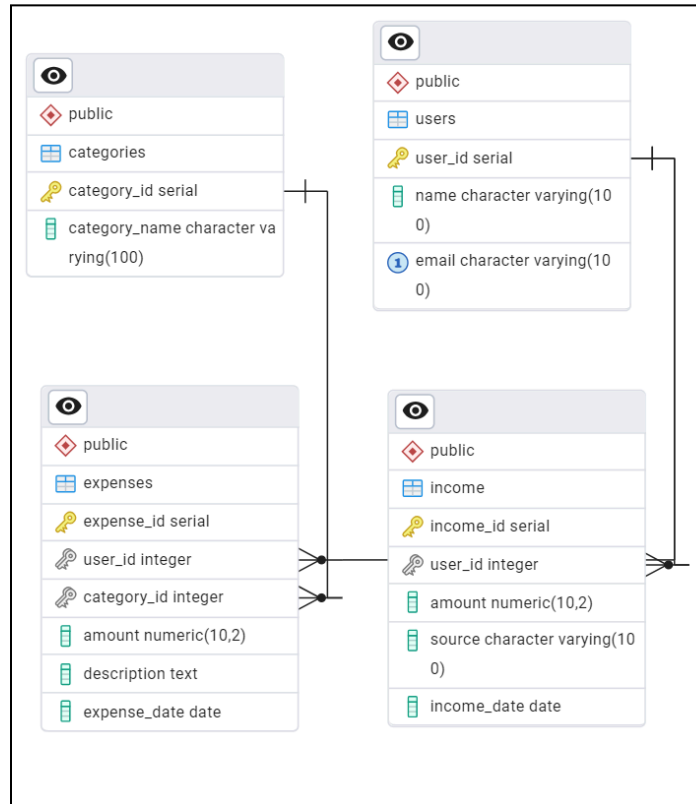 public
categories
category_id serial
category_name character va
rying(100)
public
users
user_id serial
name character varying(10
0)
1
email character varying(10
0)
public
expenses
expense_id serial
user_id integer
category_id integer
amount numeric(10,2)
description text
expense_date date
public
income
income_id serial
user_id integer
amount numeric(10,2)
source character varying(10
0)
income_date date